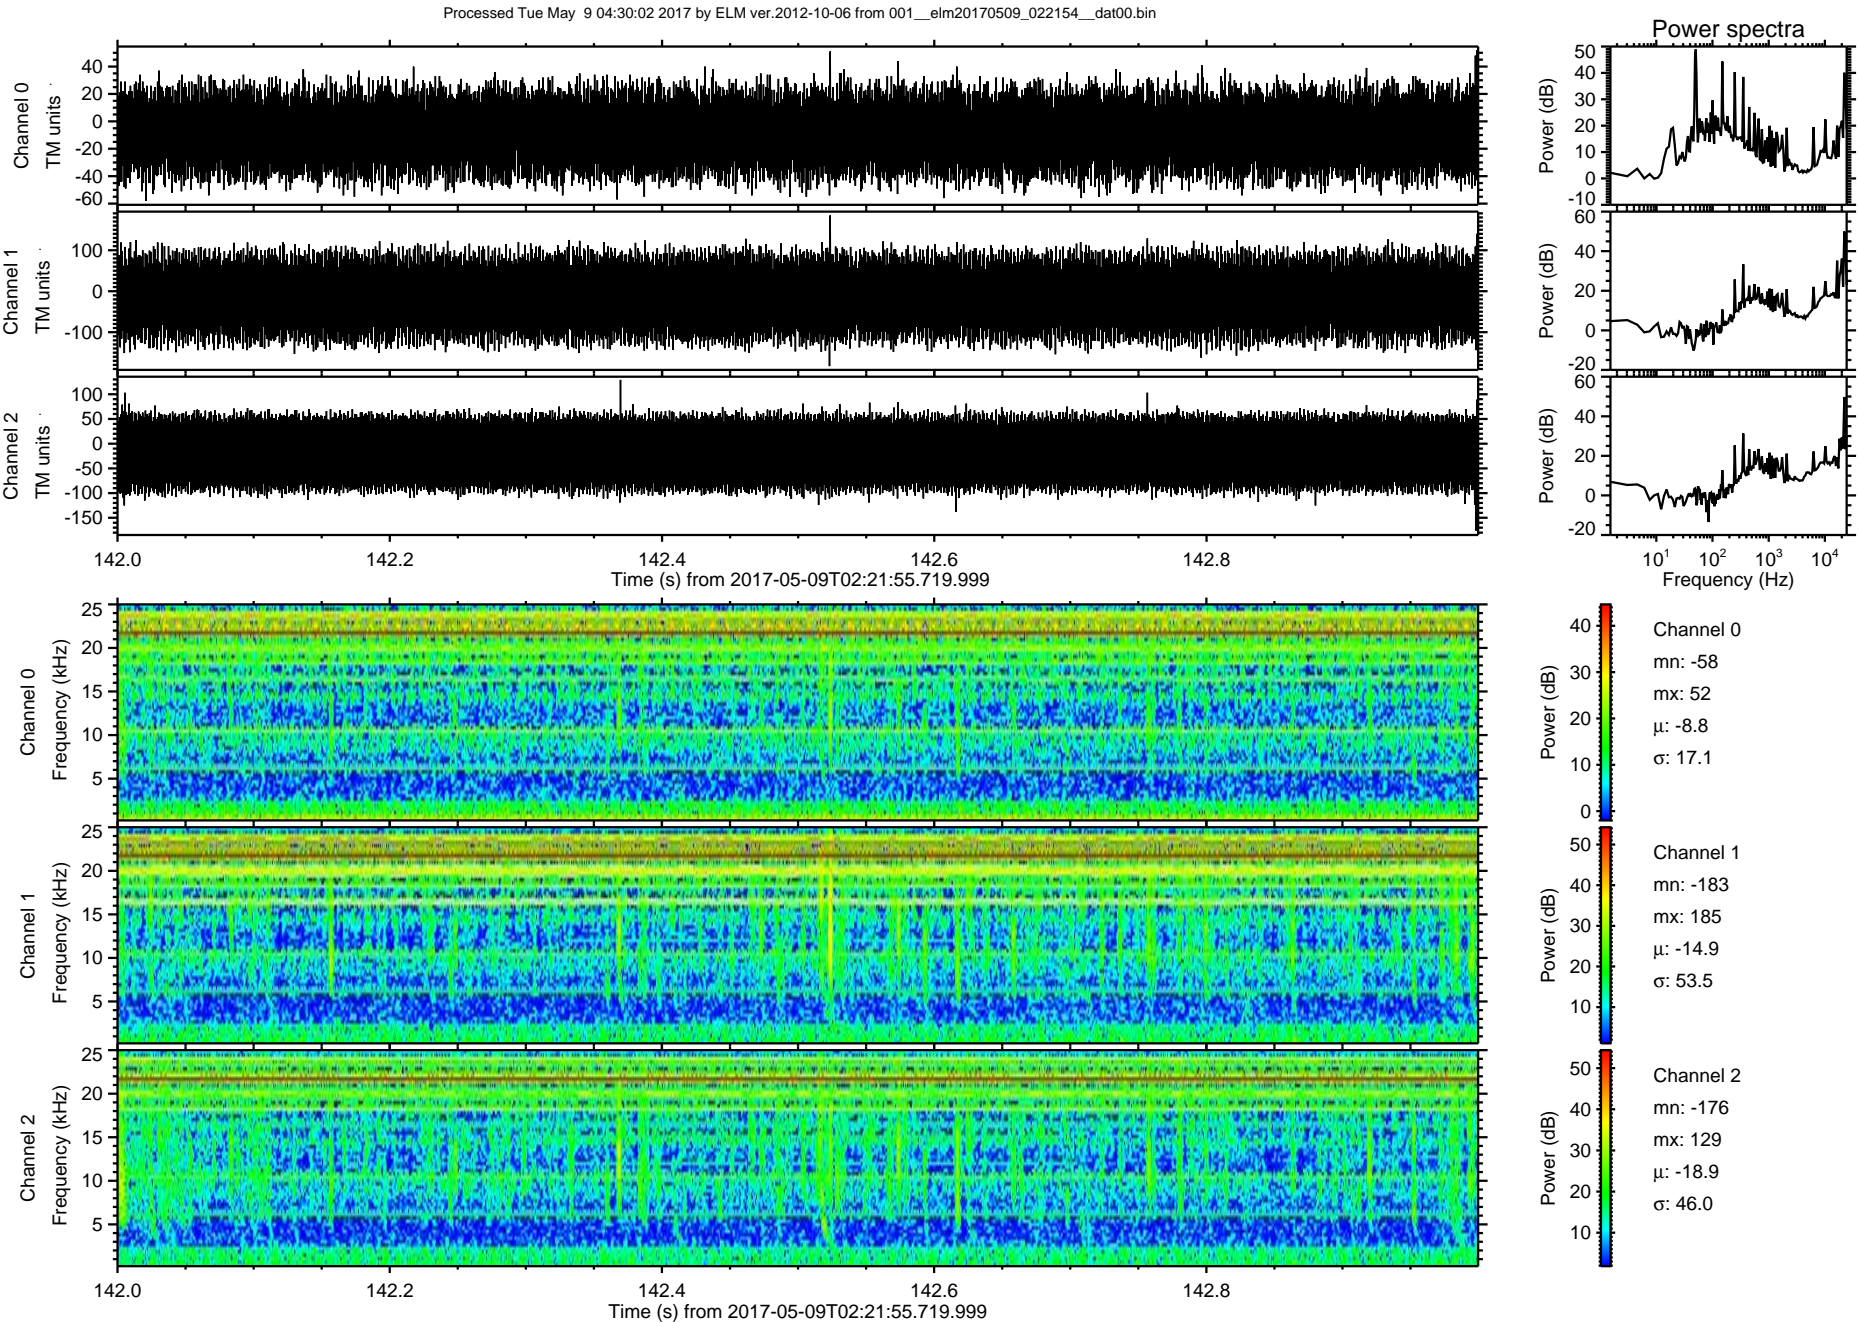 Processed Tue May  9 04:30:02 2017 by ELM ver.2012-10-06 from 001__elm20170509_022154__dat00.bin
Power spectra
Channel 0
TM units
40
20
0
-20
-40
-60
Power (dB)
50
40
30
20
10
0
-10
Channel 1
TM units
100
0
-100
Power (dB)
60
40
20
0
-20
Channel 2
TM units
100
50
0
-50
-100
-150
Power (dB)
60
40
20
0
-20
142.0 142.2 142.4 142.6 142.8
Time (s) from 2017-05-09T02:21:55.719.999
10^1 10^2 10^3 10^4
Frequency (Hz)
Channel 0
Frequency (kHz)
25
20
15
10
5
Power (dB)
40
30
20
10
0
Channel 0
mn: -58
mx: 52
μ: -8.8
σ: 17.1
Channel 1
Frequency (kHz)
25
20
15
10
5
Power (dB)
50
40
30
20
10
Channel 1
mn: -183
mx: 185
μ: -14.9
σ: 53.5
Channel 2
Frequency (kHz)
25
20
15
10
5
Power (dB)
50
40
30
20
10
Channel 2
mn: -176
mx: 129
μ: -18.9
σ: 46.0
142.0 142.2 142.4 142.6 142.8
Time (s) from 2017-05-09T02:21:55.719.999